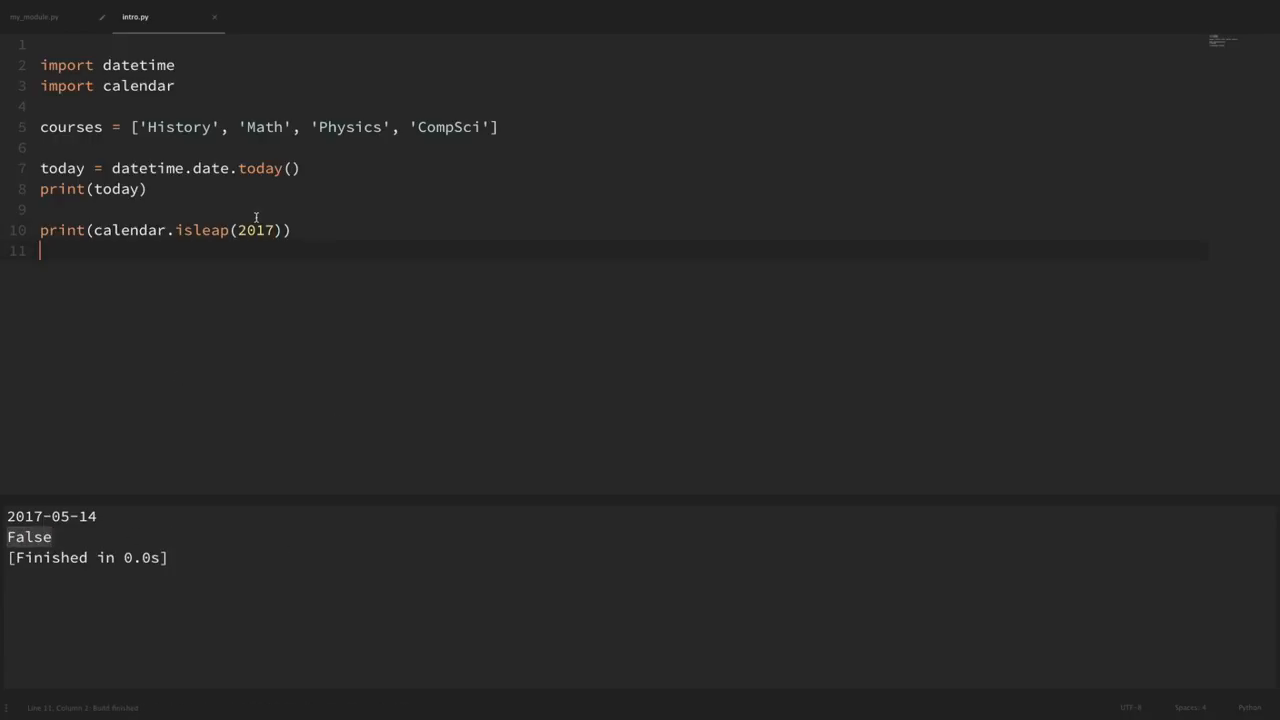 my_module.py intro.py ×
1
2 import datetime
3 import calendar
4
5 courses = ['History', 'Math', 'Physics', 'CompSci']
6
7 today = datetime.date.today()
8 print(today)
9
10 print(calendar.isleap(2017))
11
2017-05-14
False
[Finished in 0.0s]
Line 11, Column 1; Build finished UTF-8 Spaces: 4 Python